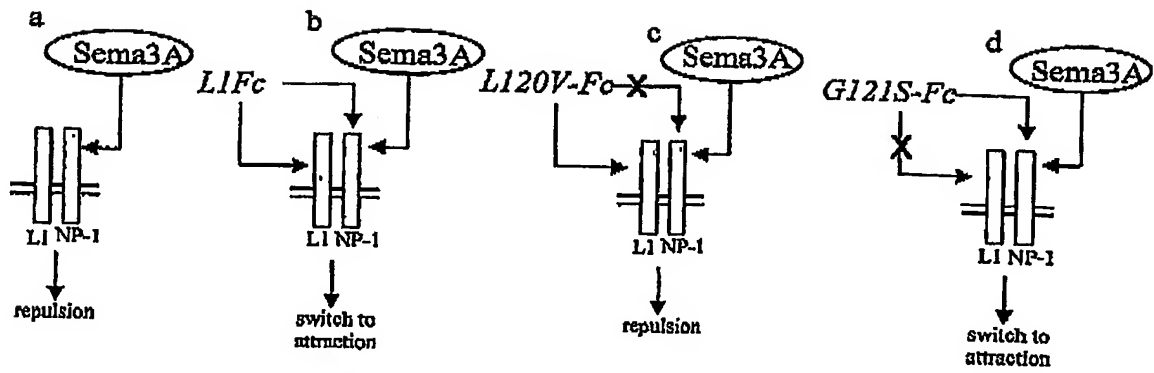 a
Sema3A
L1 NP-1
repulsion
b
Sema3A
L1Fc
L1 NP-1
switch to
attraction
c
Sema3A
L120V-Fc
L1 NP-1
repulsion
d
Sema3A
G121S-Fc
L1 NP-1
switch to
attraction